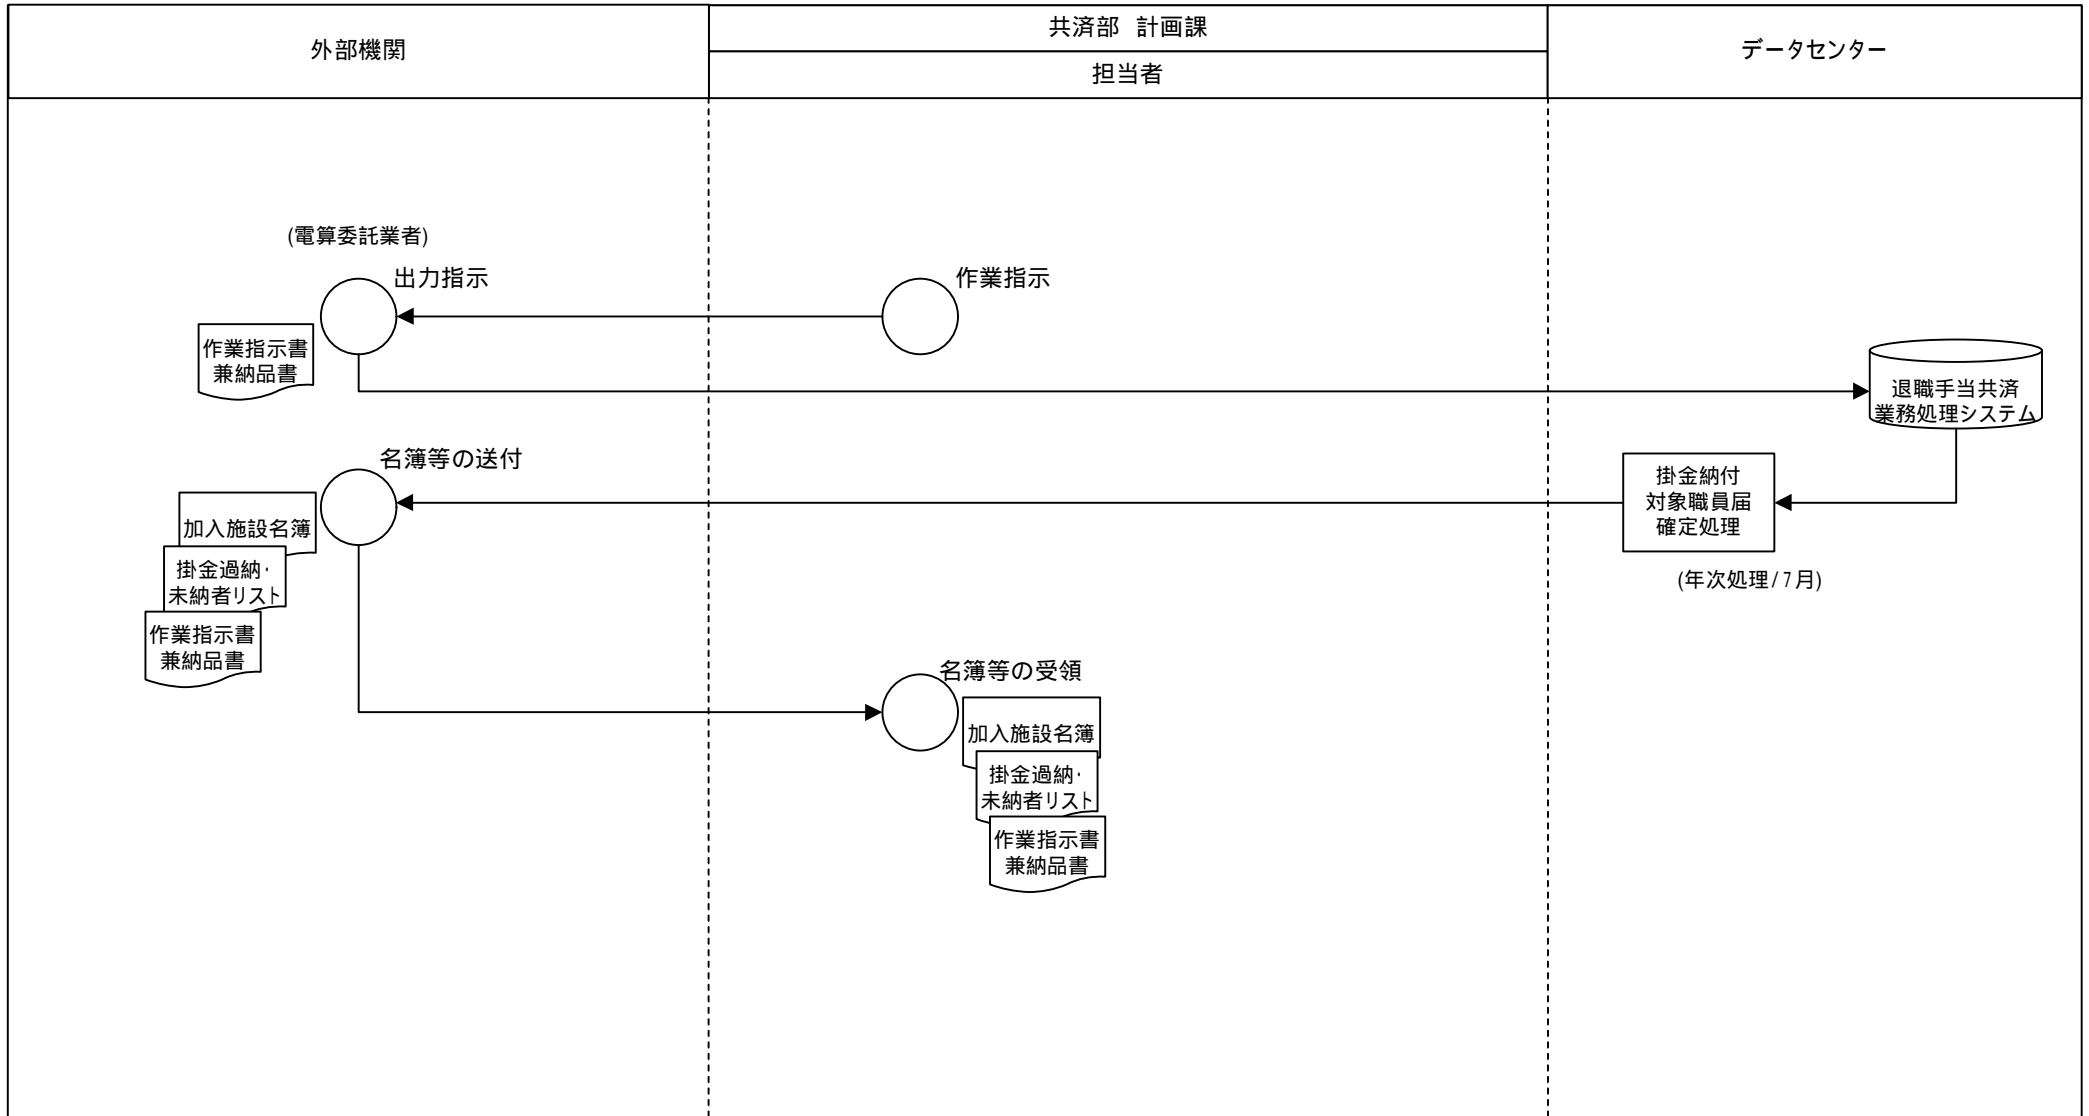 外部機関
共済部 計画課
担当者
データセンター
(電算委託業者)
出力指示
作業指示
作業指示書
兼納品書
退職手当共済
業務処理システム
名簿等の送付
掛金納付
対象職員届
確定処理
(年次処理/7月)
加入施設名簿
掛金過納・
未納者リスト
作業指示書
兼納品書
名簿等の受領
加入施設名簿
掛金過納・
未納者リスト
作業指示書
兼納品書